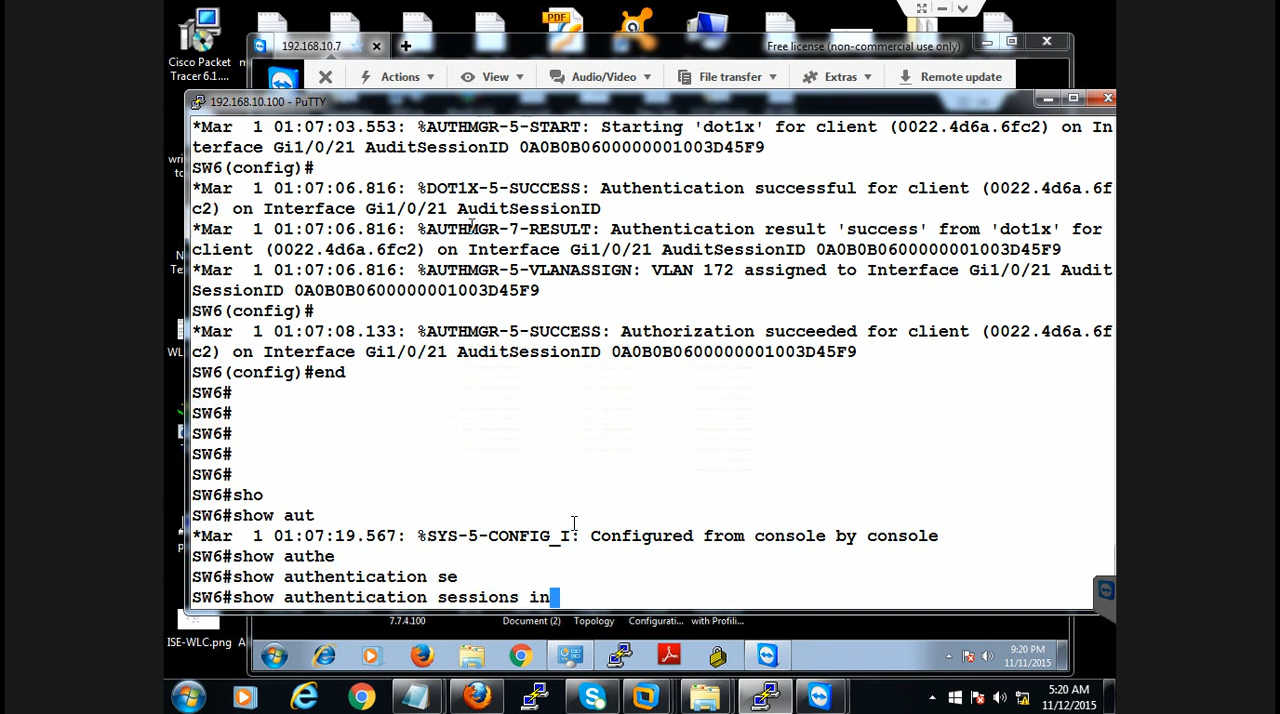 PDF
Cisco Packet
Tracer 6.1....
192.168.10.7
Free license (non-commercial use only)
Actions
View
Audio/Video
File transfer
Extras
Remote update
192.168.10.100 - PuTTY
*Mar  1 01:07:03.553: %AUTHMGR-5-START: Starting 'dot1x' for client (0022.4d6a.6fc2) on In
terface Gi1/0/21 AuditSessionID 0A0B0B0600000001003D45F9
SW6(config)#
*Mar  1 01:07:06.816: %DOT1X-5-SUCCESS: Authentication successful for client (0022.4d6a.6f
c2) on Interface Gi1/0/21 AuditSessionID
*Mar  1 01:07:06.816: %AUTHMGR-7-RESULT: Authentication result 'success' from 'dot1x' for
client (0022.4d6a.6fc2) on Interface Gi1/0/21 AuditSessionID 0A0B0B0600000001003D45F9
*Mar  1 01:07:06.816: %AUTHMGR-5-VLANASSIGN: VLAN 172 assigned to Interface Gi1/0/21 Audit
SessionID 0A0B0B0600000001003D45F9
SW6(config)#
*Mar  1 01:07:08.133: %AUTHMGR-5-SUCCESS: Authorization succeeded for client (0022.4d6a.6f
c2) on Interface Gi1/0/21 AuditSessionID 0A0B0B0600000001003D45F9
SW6(config)#end
SW6#
SW6#
SW6#
SW6#
SW6#
SW6#sho
SW6#show aut
*Mar  1 01:07:19.567: %SYS-5-CONFIG_I: Configured from console by console
SW6#show authe
SW6#show authentication se
SW6#show authentication sessions in
7.7.4.100
Document (2)
Topology
Configurati...
with Profili...
ISE-WLC.png
9:20 PM
11/11/2015
5:20 AM
11/12/2015